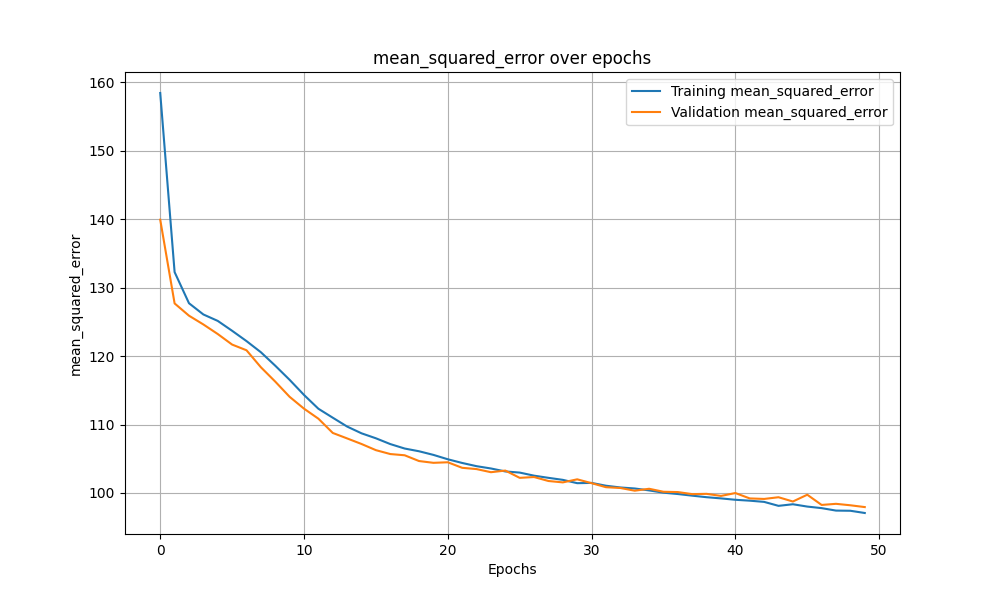 mean_squared_error over epochs
Training mean_squared_error
Validation mean_squared_error
mean_squared_error
160
150
140
130
120
110
100
0 10 20 30 40 50
Epochs